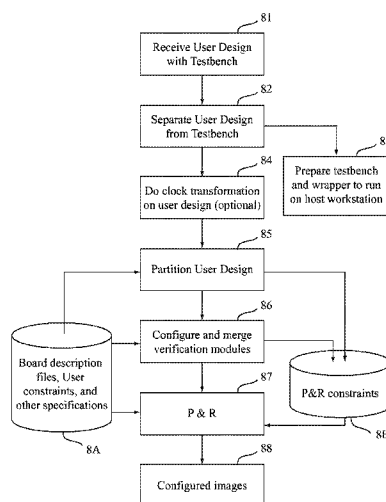 81
Receive User Design
with Testbench
82
Separate User Design
from Testbench
84
Prepare testbench
and wrapper to run
on host workstation
Do clock transformation
on user design (optional)
85
Partition User Design
86
Configure and merge
verification modules
Board description
files, User
constraints, and
other specifications
8A
87
P & R
P&R constraints
88
Configured images